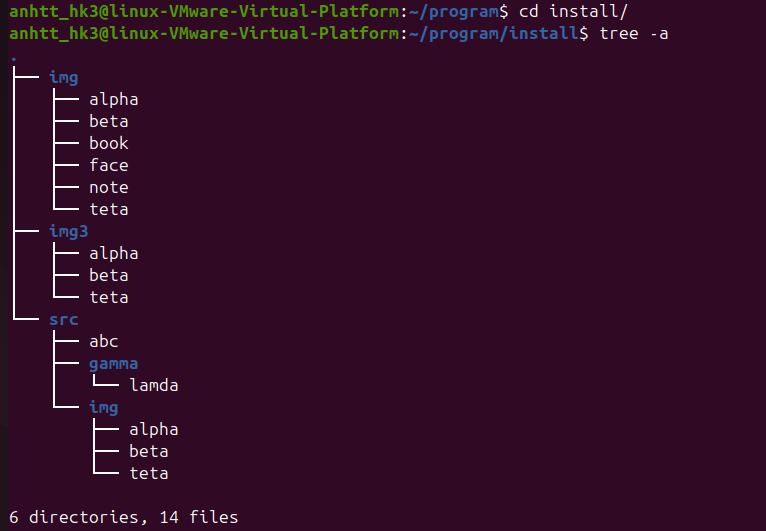 anhtt_hk3@linux-VMware-Virtual-Platform:~/program$ cd install/
anhtt_hk3@linux-VMware-Virtual-Platform:~/program/install$ tree -a
.
├── img
│   ├── alpha
│   ├── beta
│   ├── book
│   ├── face
│   ├── note
│   └── teta
├── img3
│   ├── alpha
│   ├── beta
│   └── teta
└── src
    ├── abc
    ├── gamma
    │   └── lamda
    └── img
        ├── alpha
        ├── beta
        └── teta

6 directories, 14 files